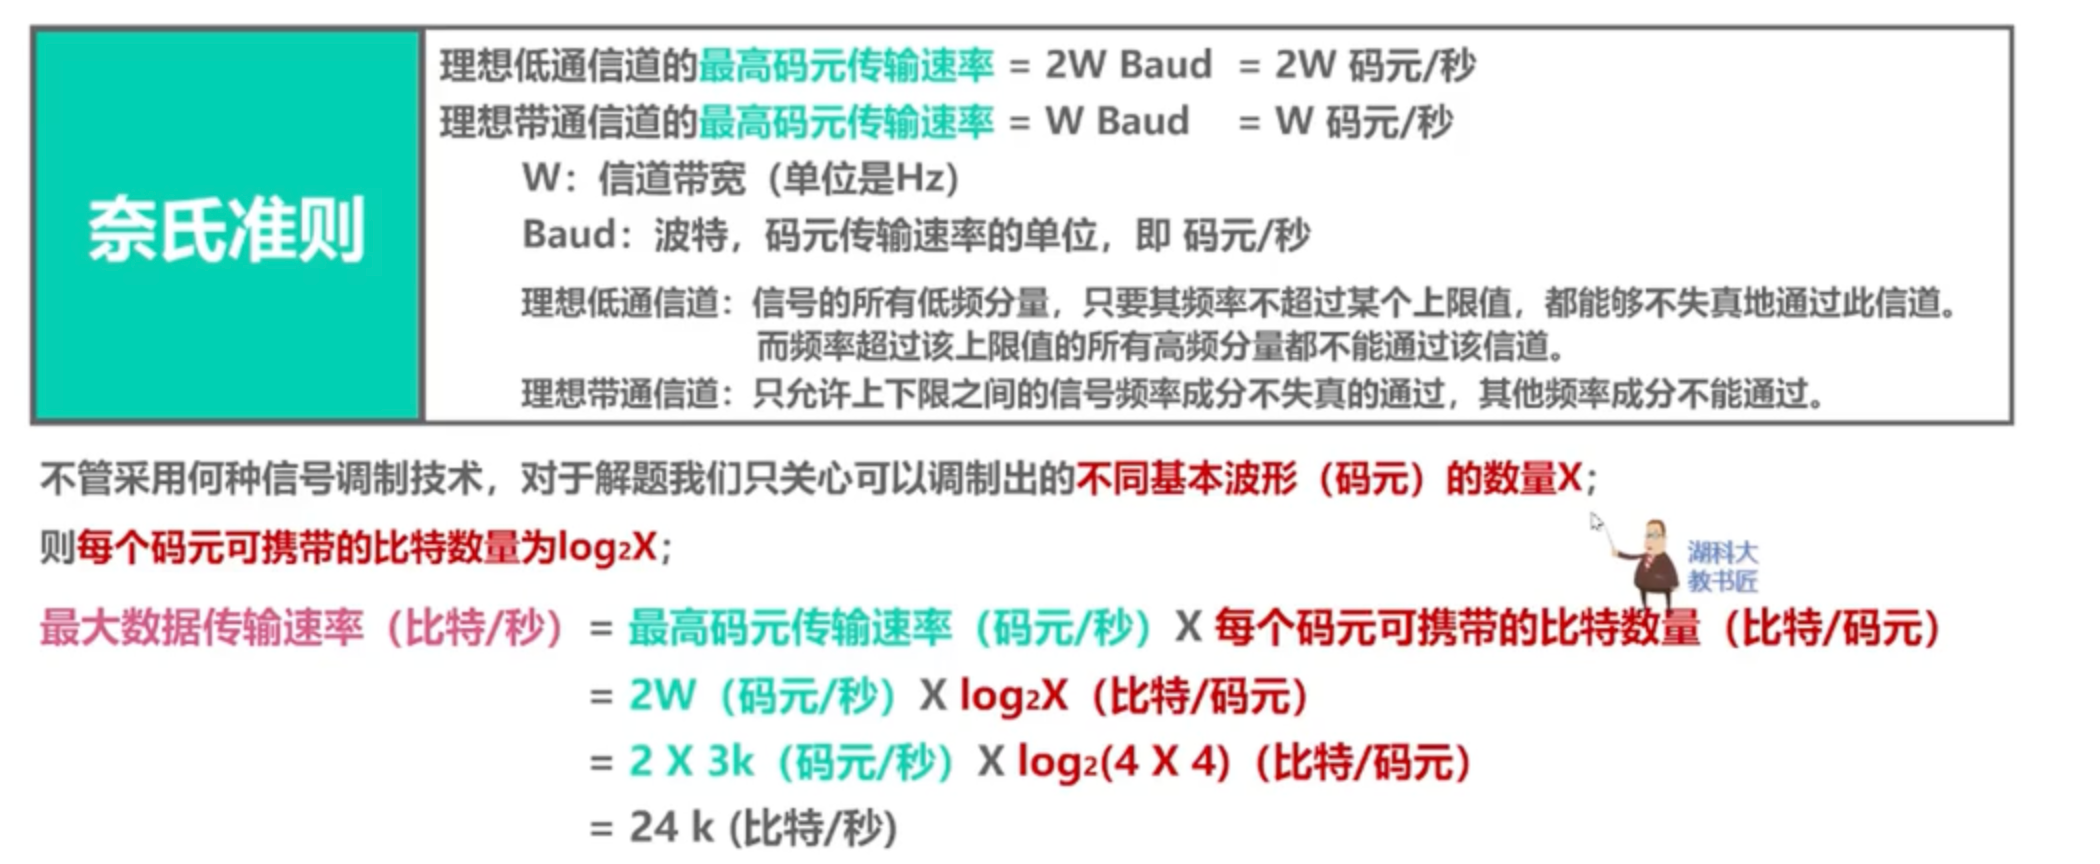 奈氏准则
理想低通信道的最高码元传输速率 = 2W Baud = 2W 码元/秒
理想带通信道的最高码元传输速率 = W Baud = W 码元/秒
W：信道带宽（单位是Hz）
Baud：波特，码元传输速率的单位，即 码元/秒
理想低通信道：信号的所有低频分量，只要其频率不超过某个上限值，都能够不失真地通过此信道。
而频率超过该上限值的所有高频分量都不能通过该信道。
理想带通信道：只允许上下限之间的信号频率成分不失真的通过，其他频率成分不能通过。
不管采用何种信号调制技术，对于解题我们只关心可以调制出的不同基本波形（码元）的数量X；
则每个码元可携带的比特数量为log2X；
湖科大
教书匠
最大数据传输速率（比特/秒） = 最高码元传输速率（码元/秒） X 每个码元可携带的比特数量（比特/码元）
= 2W（码元/秒） X log2X（比特/码元）
= 2 X 3k（码元/秒） X log2(4 X 4)（比特/码元）
= 24 k (比特/秒)